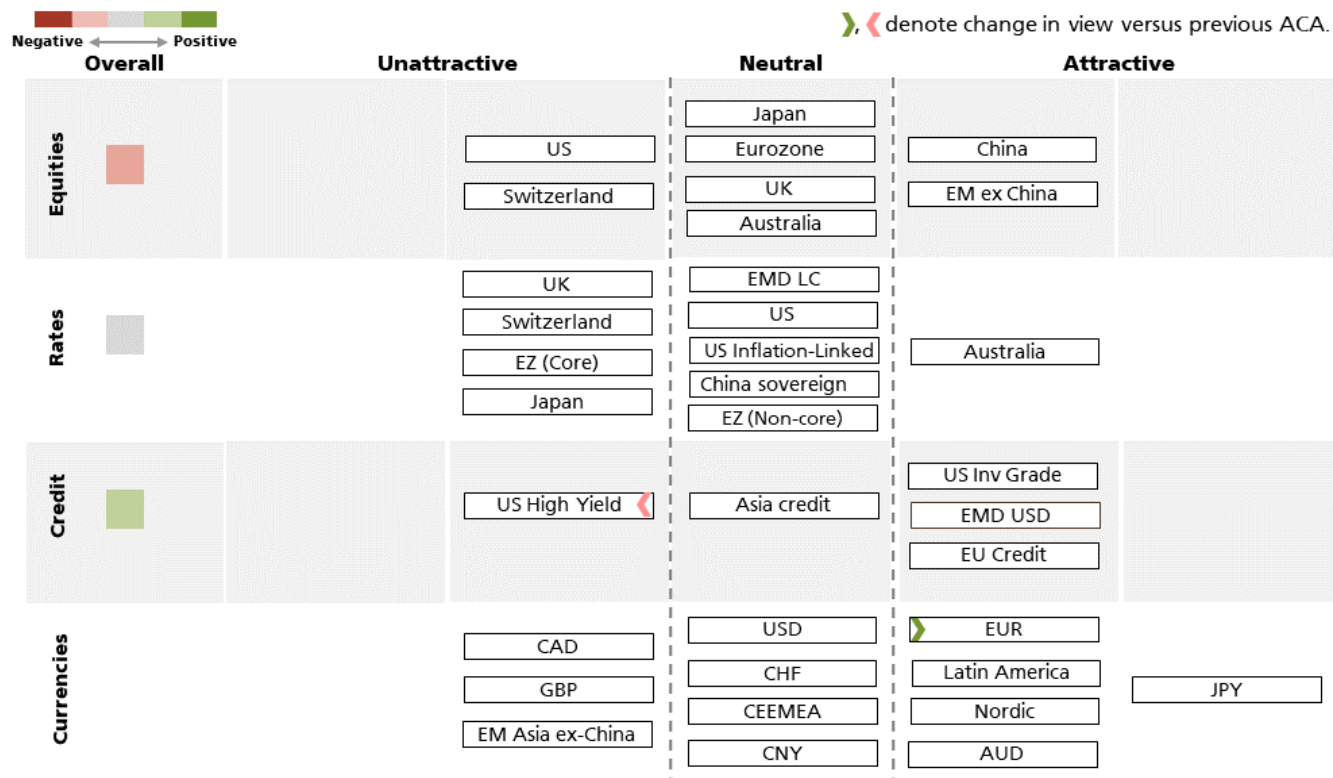 Negative Positive
, denote change in view versus previous ACA.
Overall Unattractive Neutral Attractive
Equities
US
Switzerland
Japan
Eurozone
UK
Australia
China
EM ex China
Rates
UK
Switzerland
EZ (Core)
Japan
EMD LC
US
US Inflation-Linked
China sovereign
EZ (Non-core)
Australia
Credit
US High Yield
Asia credit
US Inv Grade
EMD USD
EU Credit
Currencies
CAD
GBP
EM Asia ex-China
USD
CHF
CEEMEA
CNY
EUR
Latin America
Nordic
AUD
JPY